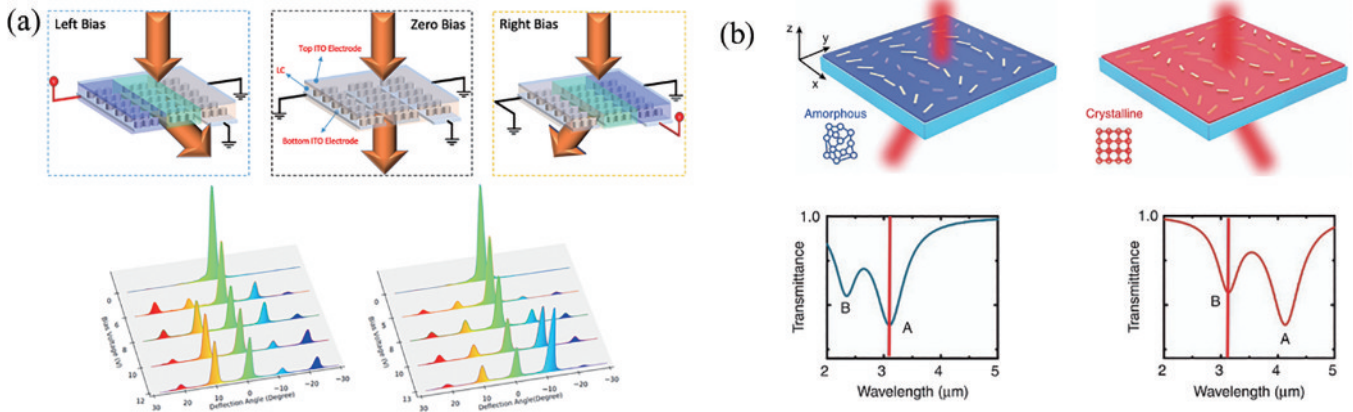 (a)
Left Bias
Zero Bias
Right Bias
Top ITO Electrode
LC
Bottom ITO Electrode
Bias Voltage (V)
0
6
8
10
12
30
20
10
0
−10
−20
−30
Deflection Angle (Degree)
Bias Voltage (V)
0
5
8
10
13
30
20
10
0
−10
−20
−30
Deflection Angle(Degree)
(b)
z
y
x
Amorphous
Crystalline
1.0
Transmittance
B
A
2
3
4
5
Wavelength (μm)
1.0
Transmittance
B
A
2
3
4
5
Wavelength (μm)